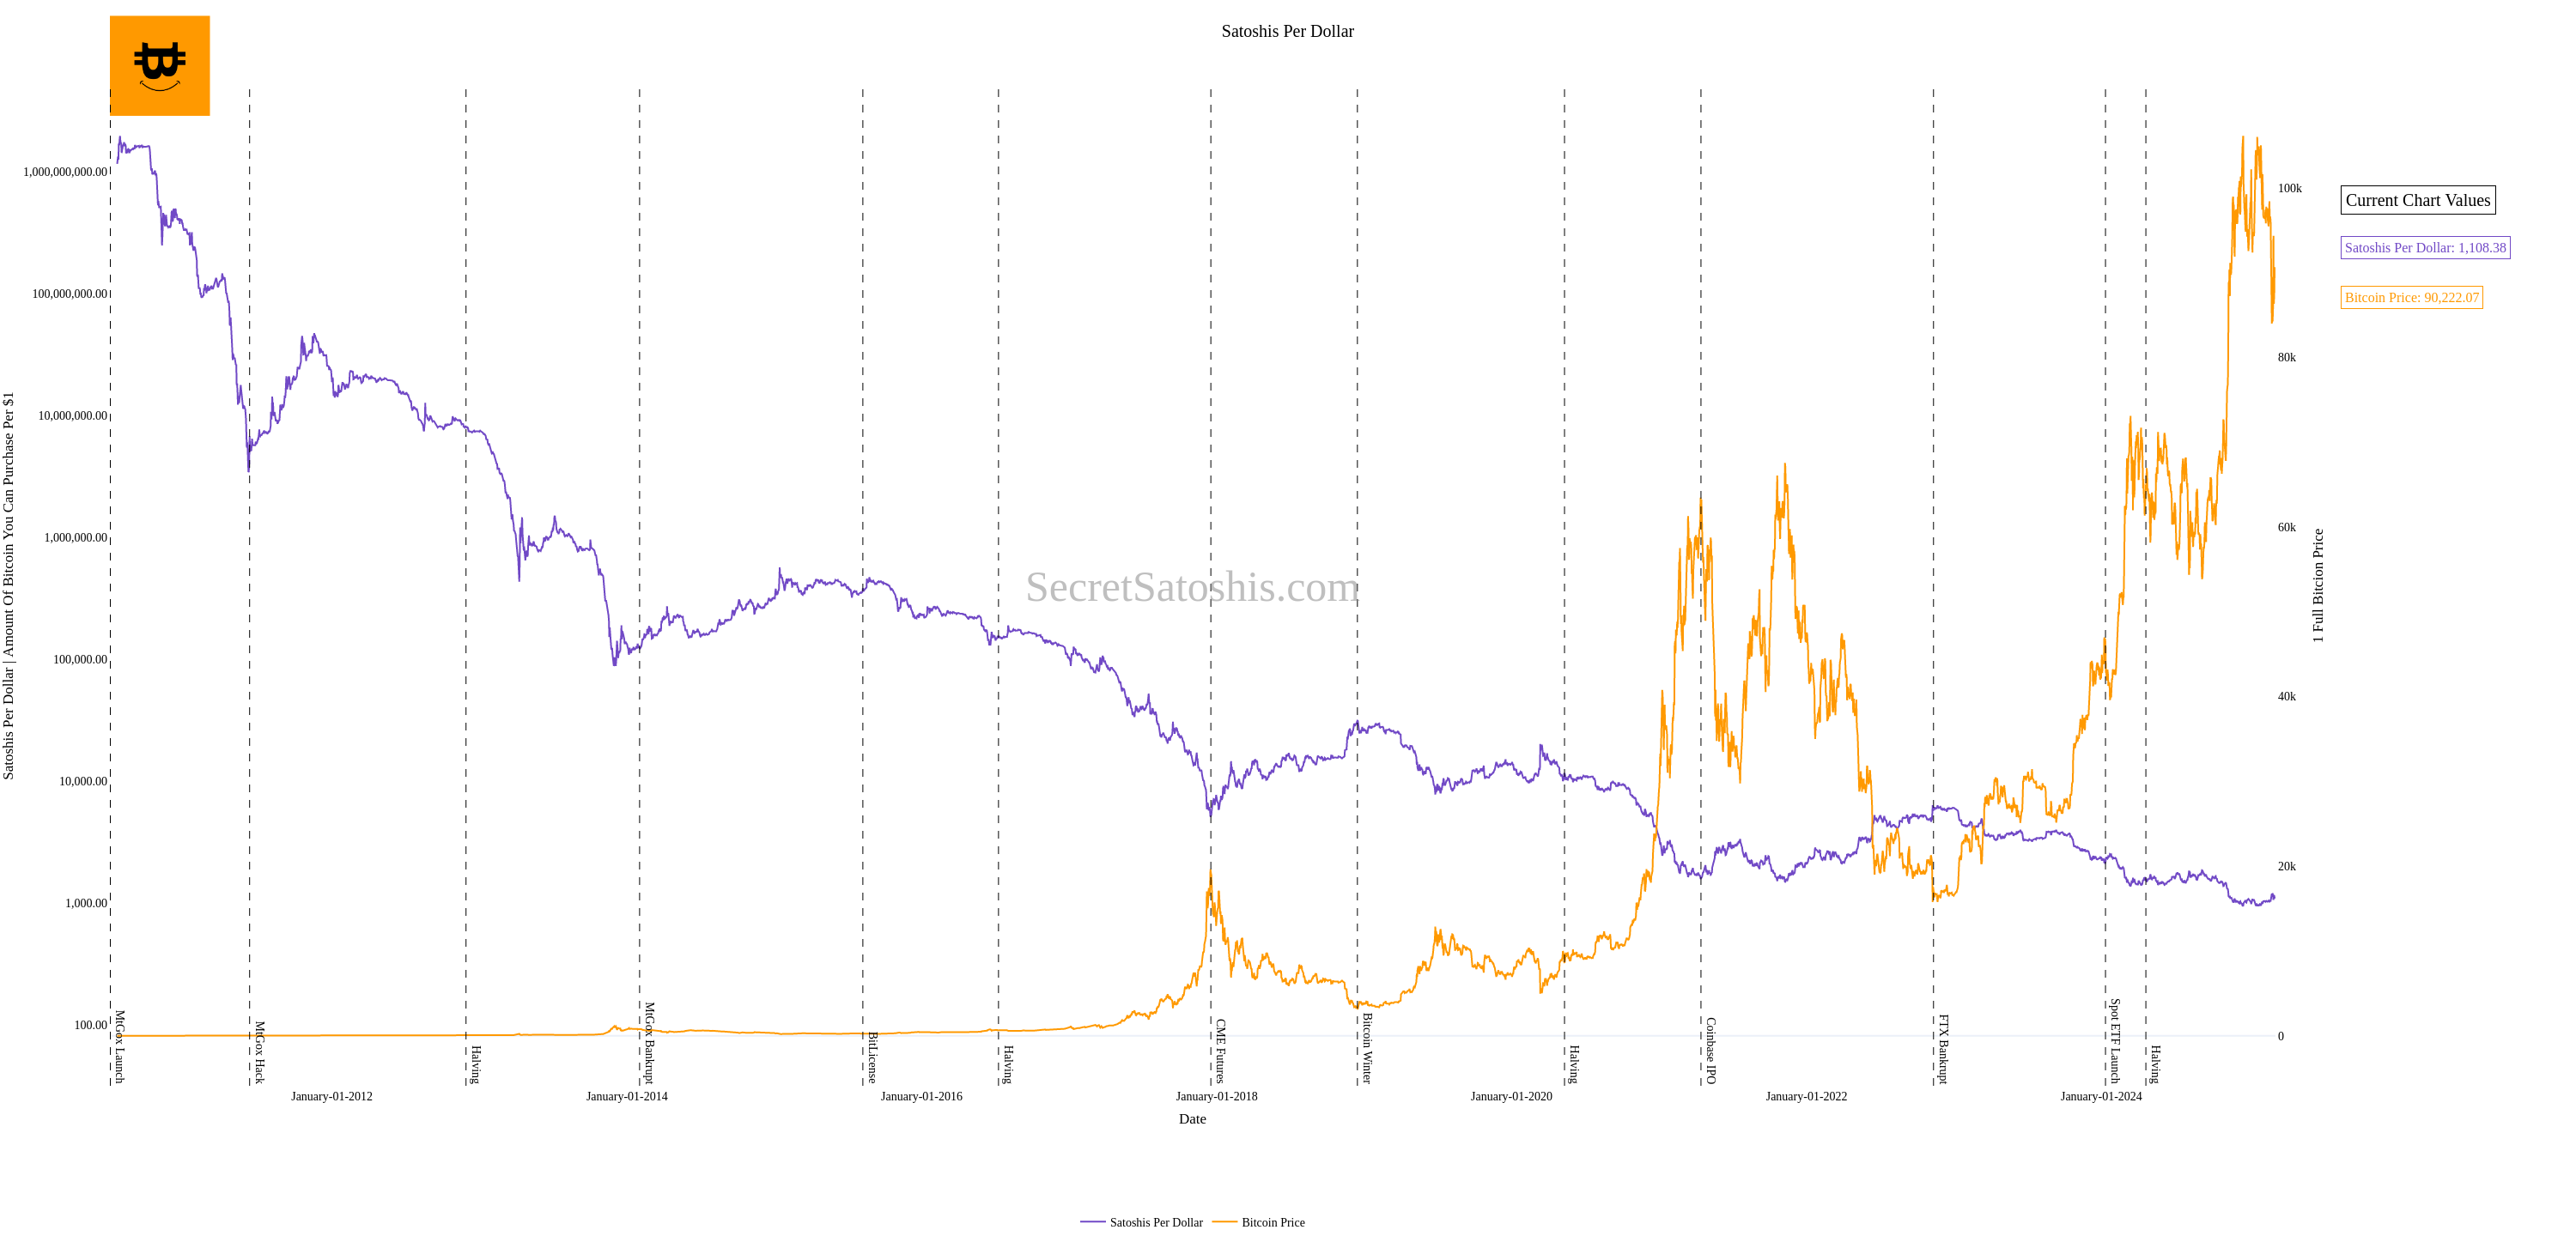 Satoshis Per Dollar
Satoshis Per Dollar | Amount Of Bitcoin You Can Purchase Per $1
1,000,000,000.00
100,000,000.00
10,000,000.00
1,000,000.00
100,000.00
10,000.00
1,000.00
100.00
SecretSatoshis.com
MtGox Launch
MtGox Hack
Halving
MtGox Bankrupt
BitLicense
Halving
CME Futures
Bitcoin Winter
Halving
Coinbase IPO
FTX Bankrupt
Spot ETF Launch
Halving
January-01-2012
January-01-2014
January-01-2016
January-01-2018
January-01-2020
January-01-2022
January-01-2024
Date
100k
80k
60k
40k
20k
0
1 Full Bitcion Price
Current Chart Values
Satoshis Per Dollar: 1,108.38
Bitcoin Price: 90,222.07
Satoshis Per Dollar
Bitcoin Price